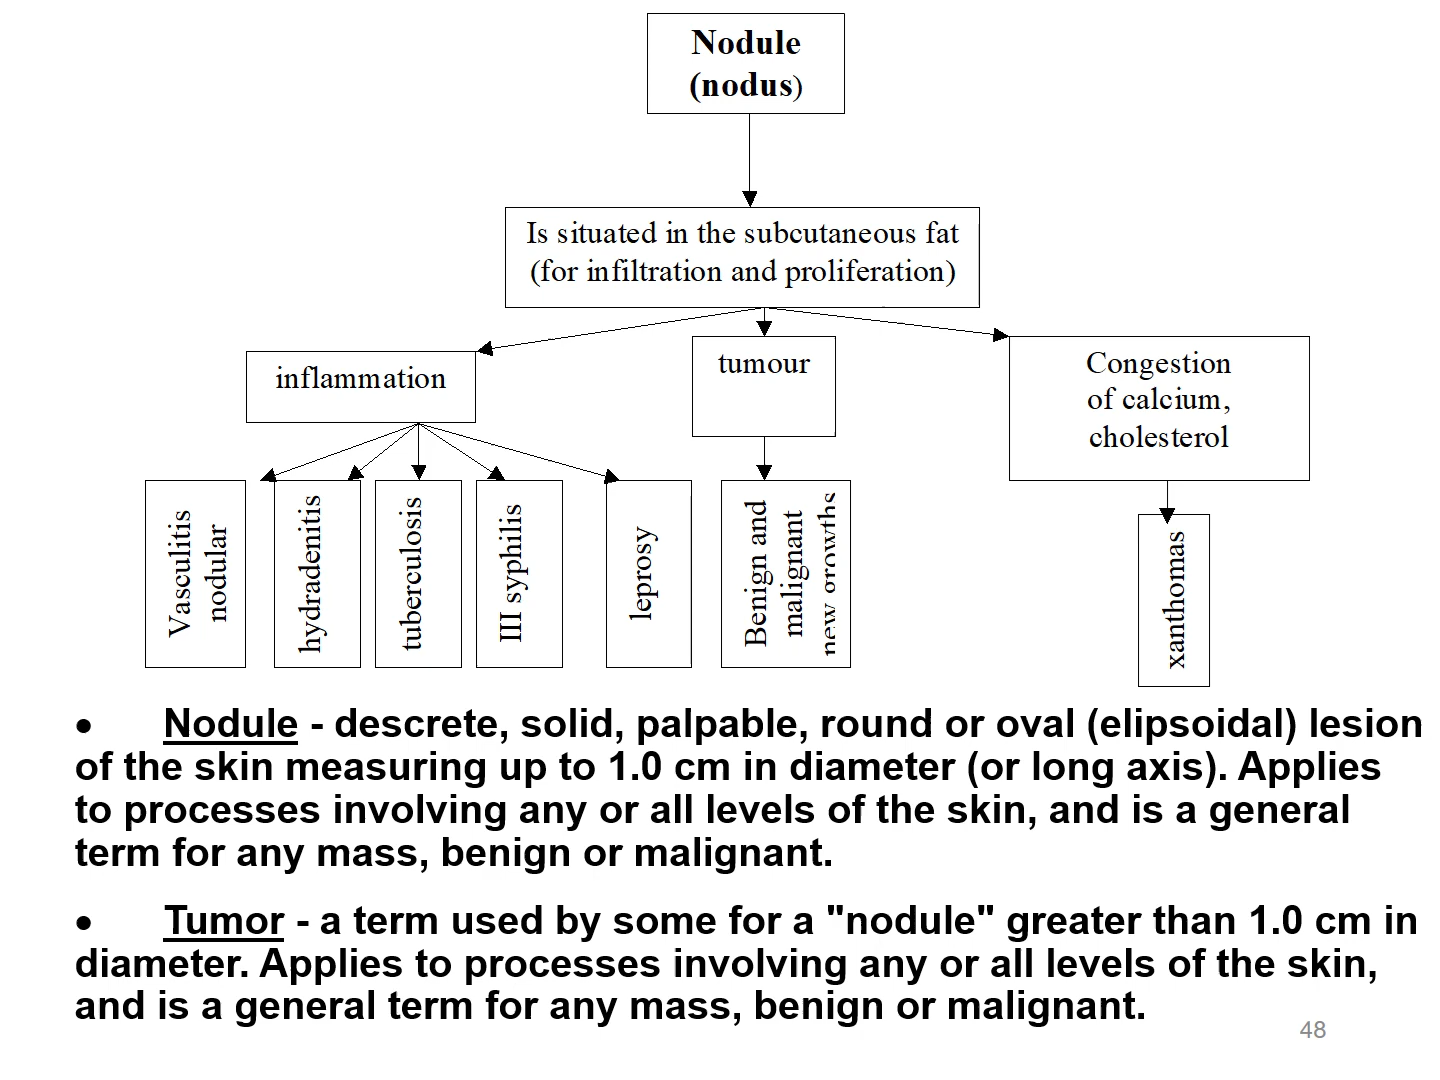 Nodule
(nodus)
Is situated in the subcutaneous fat
(for infiltration and proliferation)
inflammation
tumour
Congestion
of calcium,
cholesterol
Vasculitis
nodular
hydradenitis
tuberculosis
III syphilis
leprosy
Benign and
malignant
new growths
xanthomas
• Nodule - descrete, solid, palpable, round or oval (elipsoidal) lesion
of the skin measuring up to 1.0 cm in diameter (or long axis). Applies
to processes involving any or all levels of the skin, and is a general
term for any mass, benign or malignant.
• Tumor - a term used by some for a "nodule" greater than 1.0 cm in
diameter. Applies to processes involving any or all levels of the skin,
and is a general term for any mass, benign or malignant.
48